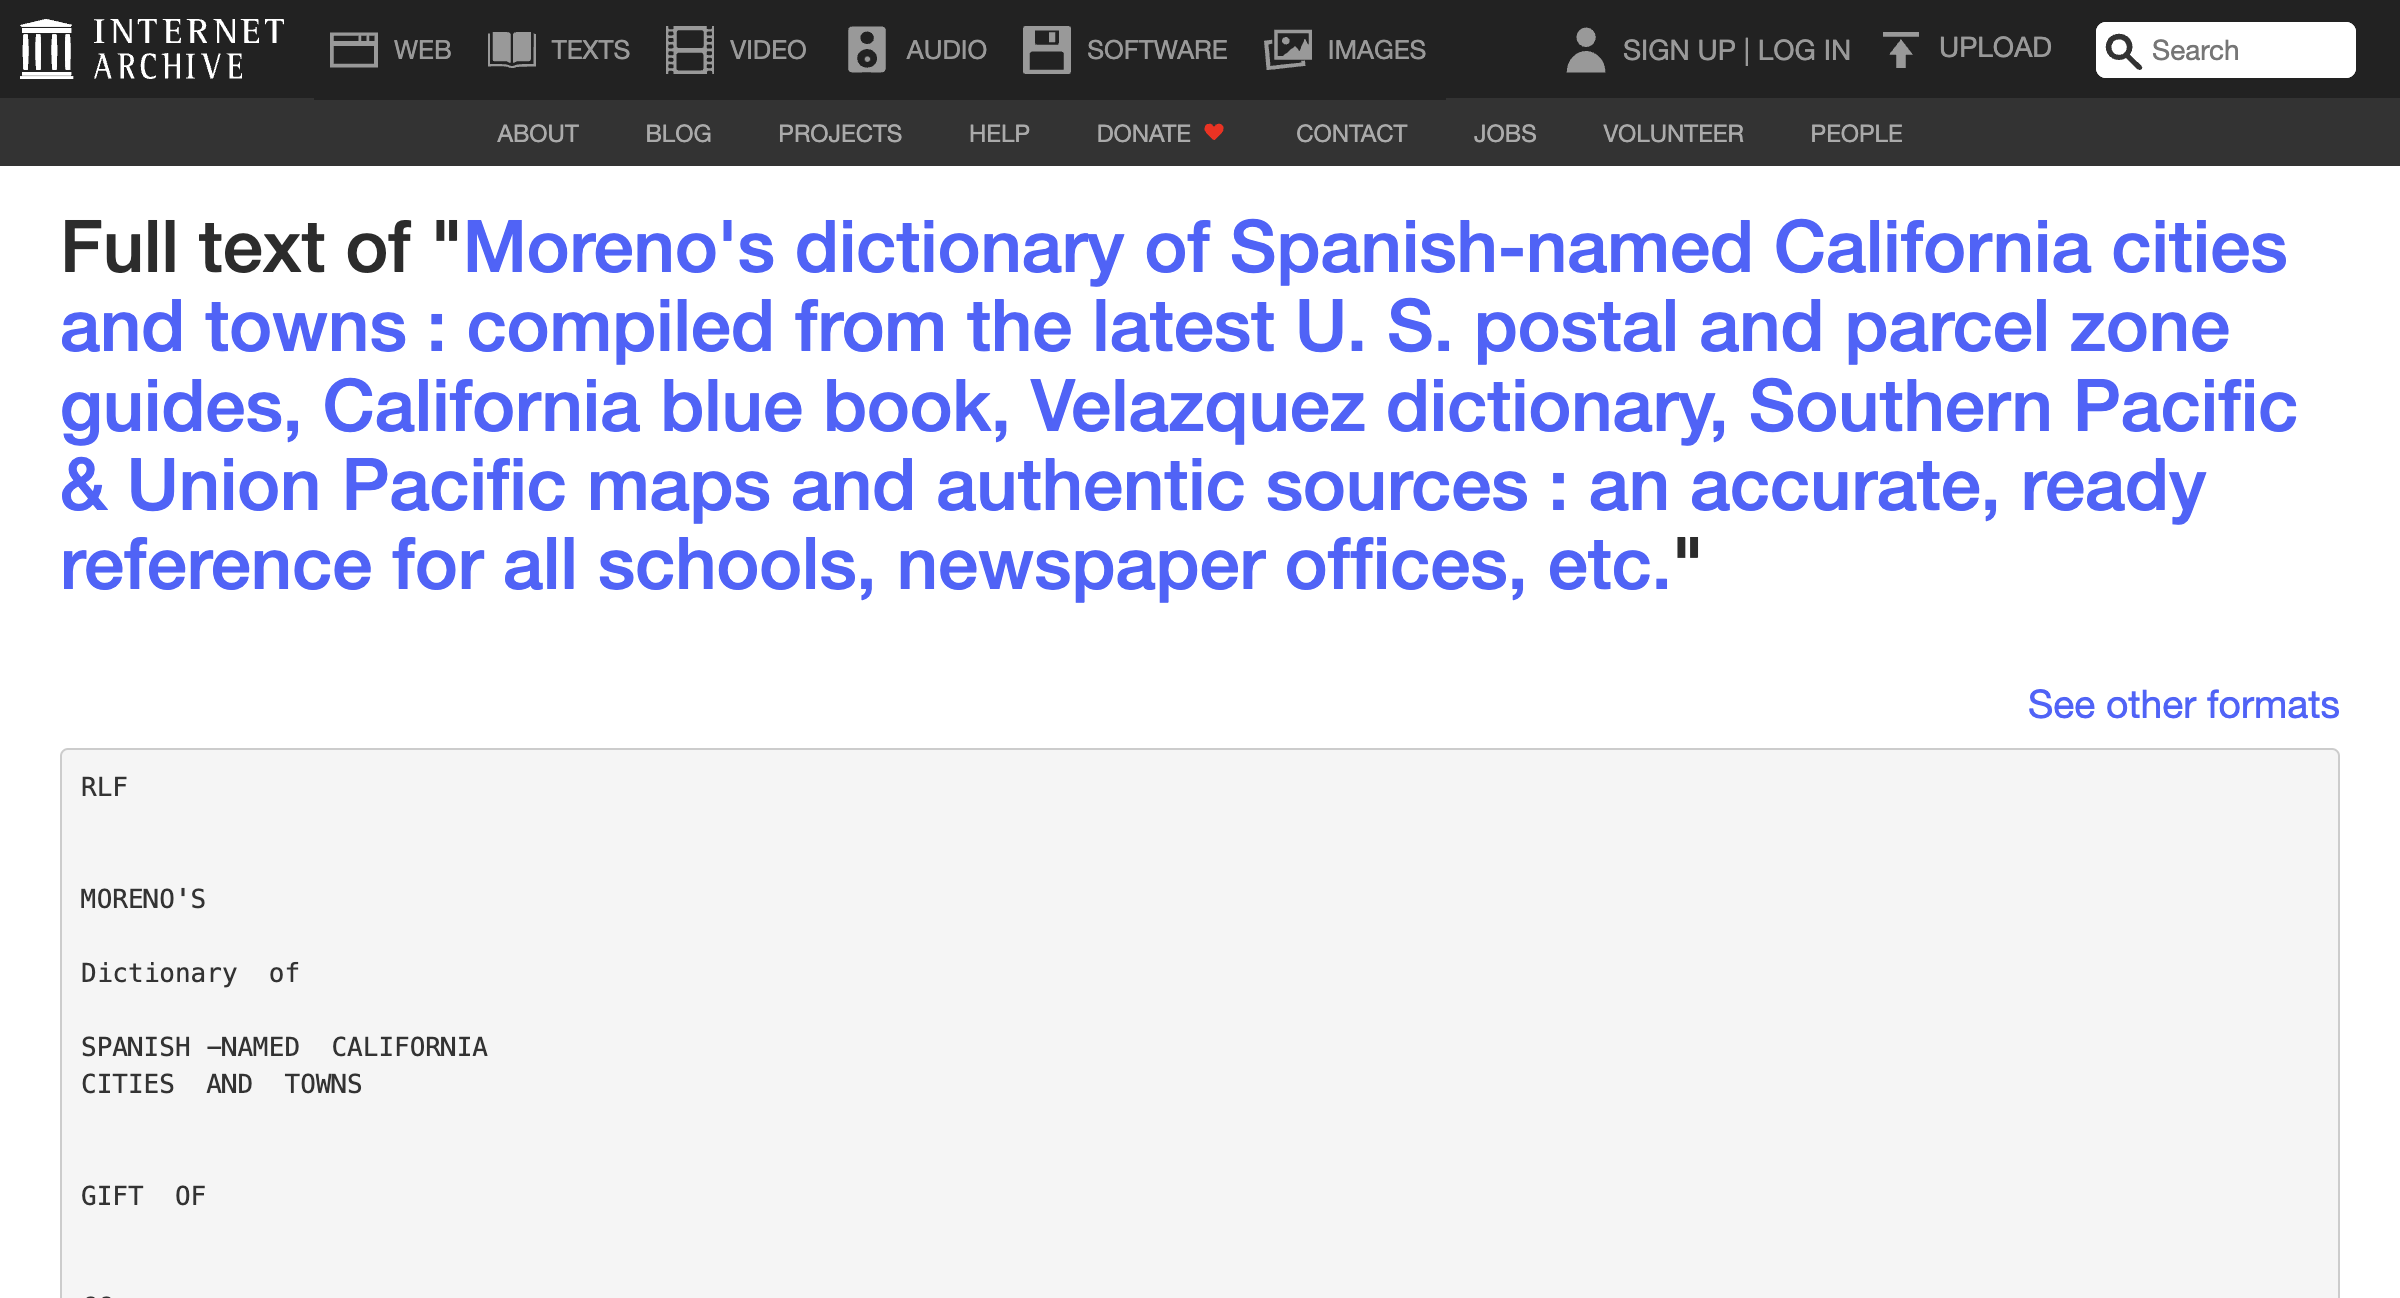 INTERNET
ARCHIVE
WEB
TEXTS
VIDEO
AUDIO
SOFTWARE
IMAGES
SIGN UP | LOG IN
UPLOAD
Search
ABOUT
BLOG
PROJECTS
HELP
DONATE
CONTACT
JOBS
VOLUNTEER
PEOPLE
Full text of "Moreno's dictionary of Spanish-named California cities
and towns : compiled from the latest U. S. postal and parcel zone
guides, California blue book, Velazquez dictionary, Southern Pacific
& Union Pacific maps and authentic sources : an accurate, ready
reference for all schools, newspaper offices, etc."
See other formats
RLF
MORENO'S
Dictionary of
SPANISH —NAMED CALIFORNIA
CITIES AND TOWNS
GIFT OF